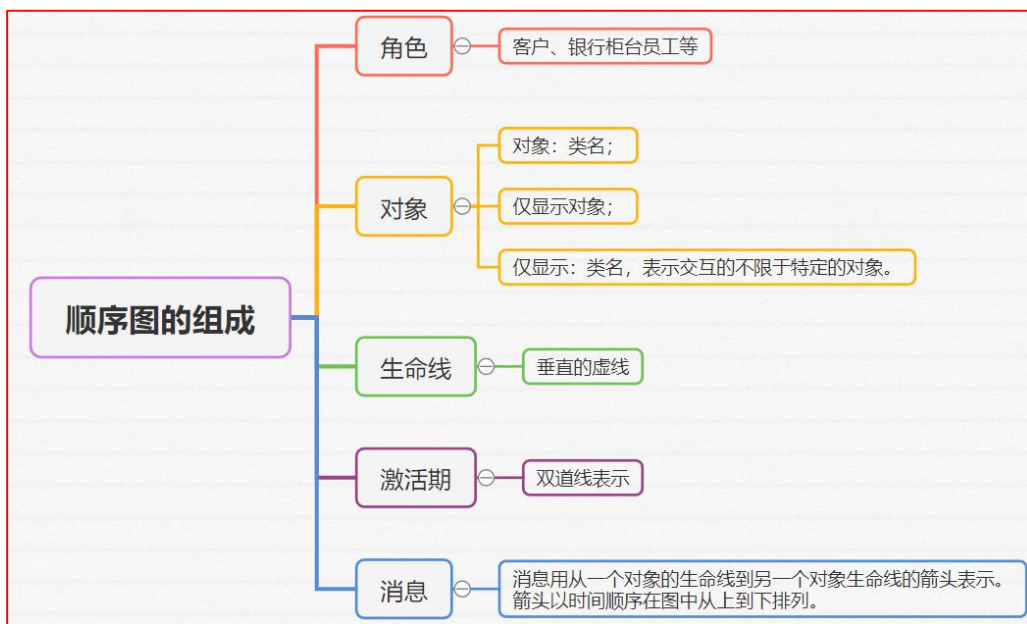 顺序图的组成
角色
客户、银行柜台员工等
对象
对象：类名；
仅显示对象；
仅显示：类名，表示交互的不限于特定的对象。
生命线
垂直的虚线
激活期
双道线表示
消息
消息用从一个对象的生命线到另一个对象生命线的箭头表示。
箭头以时间顺序在图中从上到下排列。